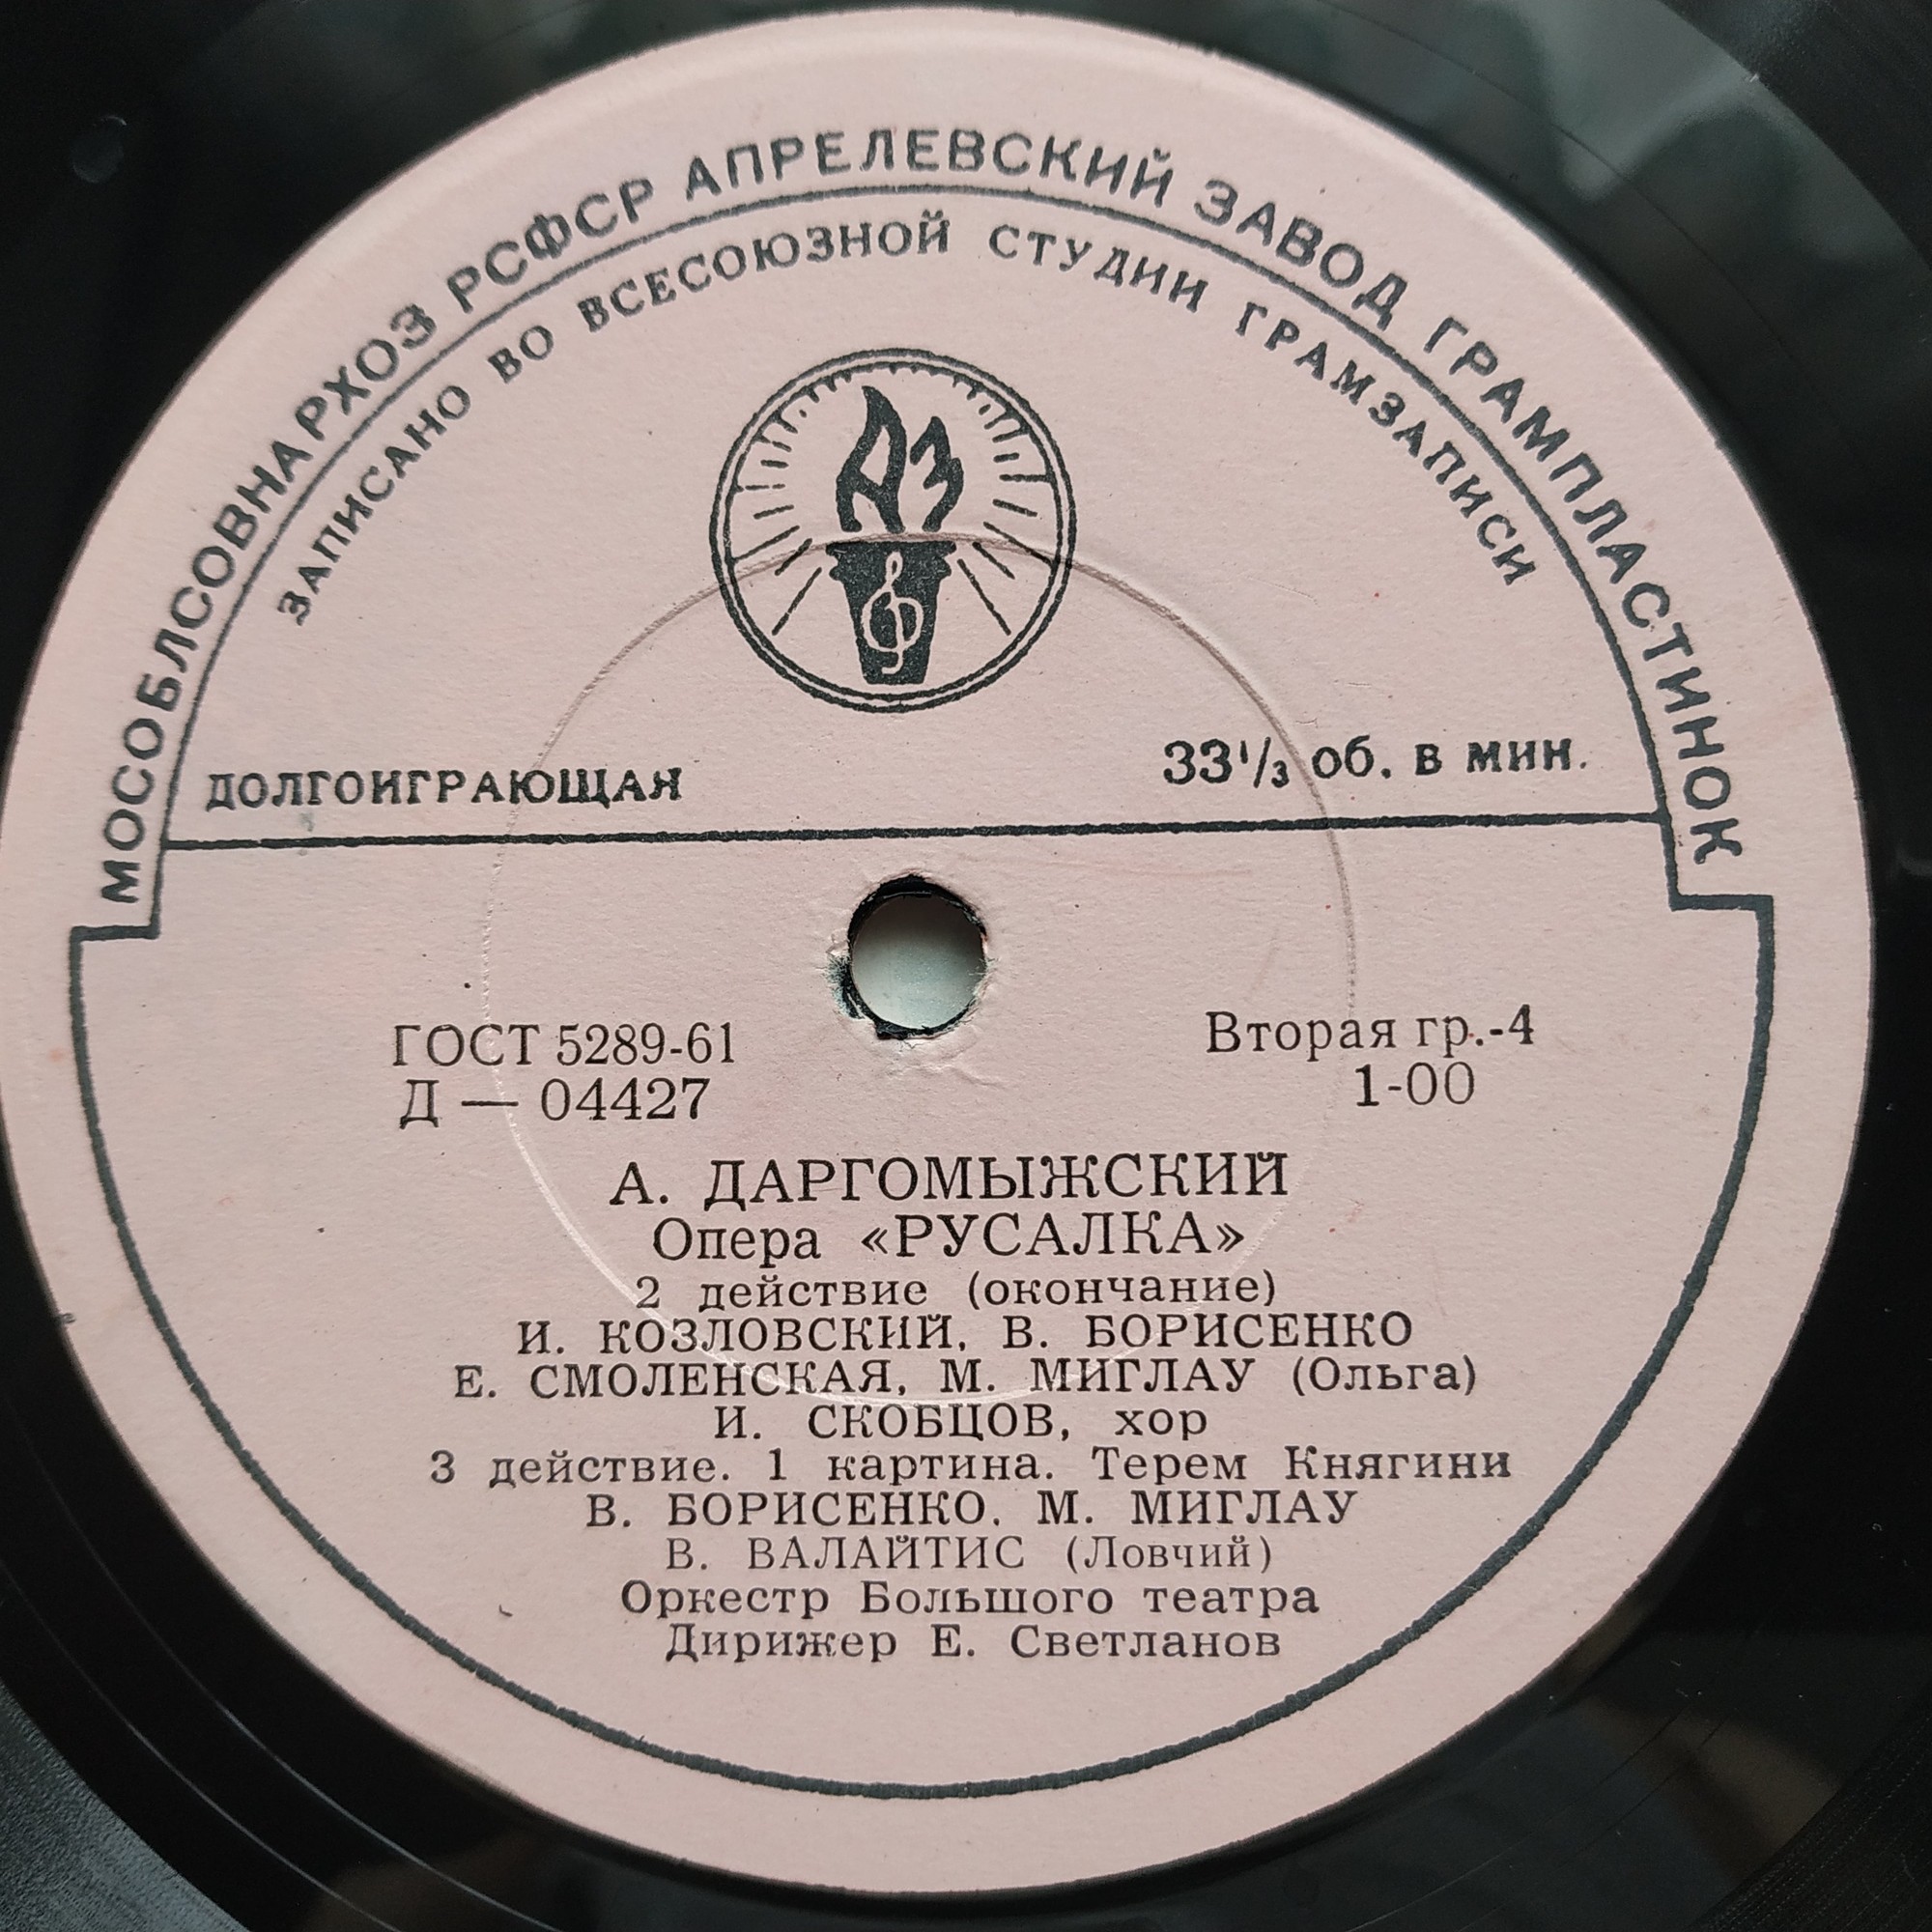 МОСОБЛСОВНАРХОЗ РСФСР АПРЕЛЕВСКИЙ ЗАВОД ГРАМПЛАСТИНОК
ЗАПИСАНО ВО ВСЕСОЮЗНОЙ СТУДИИ ГРАМЗАПИСИ
АЗ
ДОЛГОИГРАЮЩАЯ
33 1/3 об. в мин.
ГОСТ 5289-61
Вторая гр.-4
Д — 04427
1-00
А. ДАРГОМЫЖСКИЙ
Опера «РУСАЛКА»
2 действие (окончание)
И. КОЗЛОВСКИЙ, В. БОРИСЕНКО
Е. СМОЛЕНСКАЯ, М. МИГЛАУ (Ольга)
И. СКОБЦОВ, хор
3 действие. 1 картина. Терем Княгини
В. БОРИСЕНКО. М. МИГЛАУ
В. ВАЛАЙТИС (Ловчий)
Оркестр Большого театра
Дирижер Е. Светланов